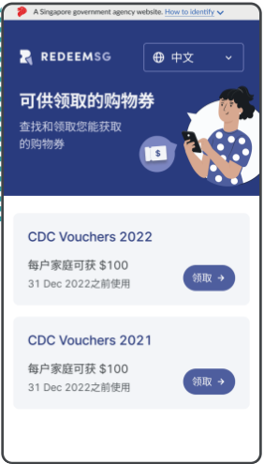 A Singapore government agency website. How to identify
REDEEMSG
中文
可供领取的购物券
查找和领取您能获取
的购物券
$
CDC Vouchers 2022
每户家庭可获 $100
31 Dec 2022之前使用
领取 →
CDC Vouchers 2021
每户家庭可获 $100
31 Dec 2022之前使用
领取 →